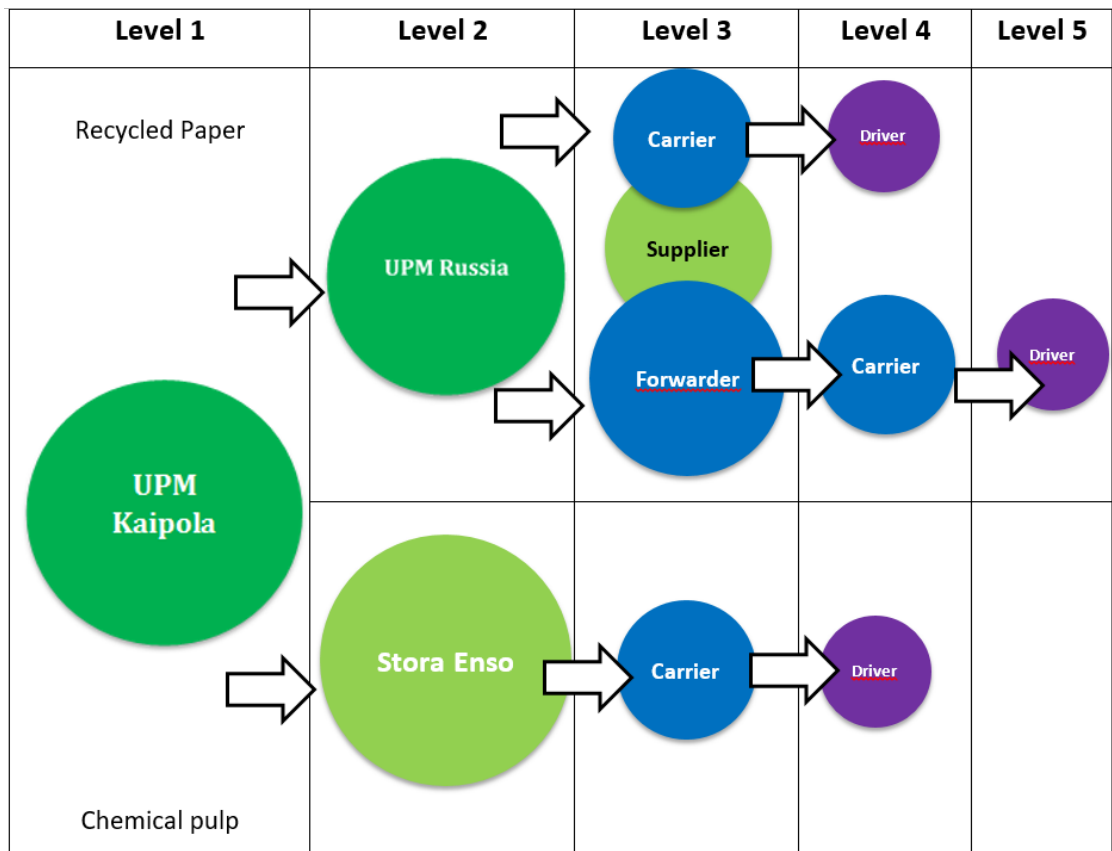 Level 1
Level 2
Level 3
Level 4
Level 5
Recycled Paper
Carrier
Driver
Supplier
UPM Russia
Forwarder
Carrier
Driver
UPM
Kaipola
Stora Enso
Carrier
Driver
Chemical pulp